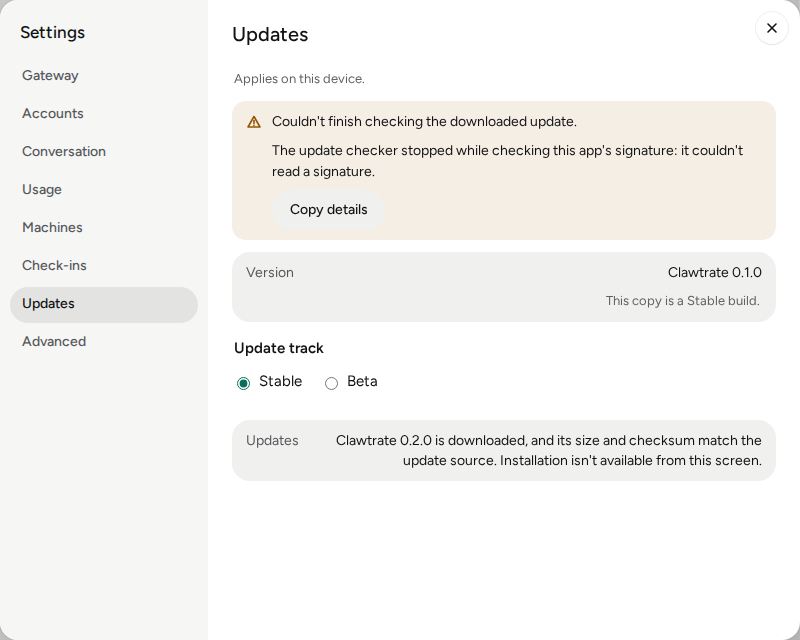 Settings
Gateway
Accounts
Conversation
Usage
Machines
Check-ins
Updates
Advanced
Updates
Applies on this device.
Couldn't finish checking the downloaded update.
The update checker stopped while checking this app's signature: it couldn't
read a signature.
Copy details
Version
Clawtrate 0.1.0
This copy is a Stable build.
Update track
Stable
Beta
Updates
Clawtrate 0.2.0 is downloaded, and its size and checksum match the
update source. Installation isn't available from this screen.